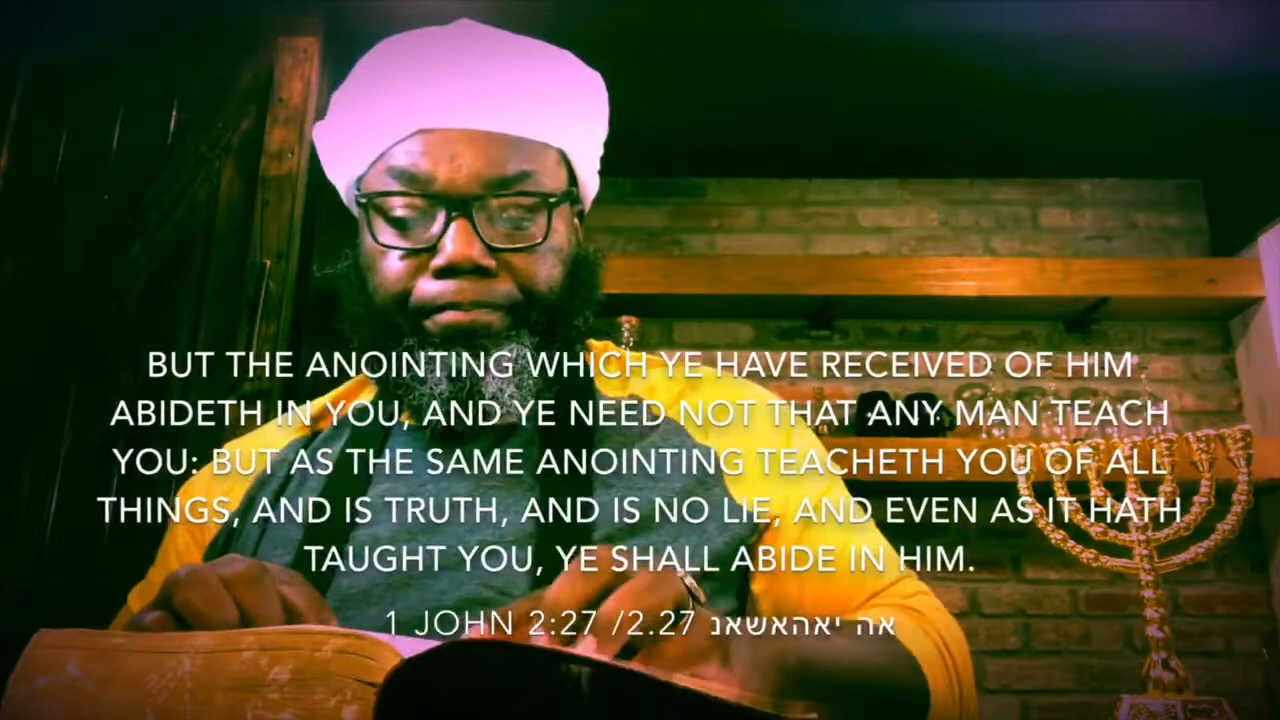 BUT THE ANOINTING WHICH YE HAVE RECEIVED OF HIM
ABIDETH IN YOU, AND YE NEED NOT THAT ANY MAN TEACH
YOU: BUT AS THE SAME ANOINTING TEACHETH YOU OF ALL
THINGS, AND IS TRUTH, AND IS NO LIE, AND EVEN AS IT HATH
TAUGHT YOU, YE SHALL ABIDE IN HIM.
1 JOHN 2:27 /2.27 אה יאהאשאנ